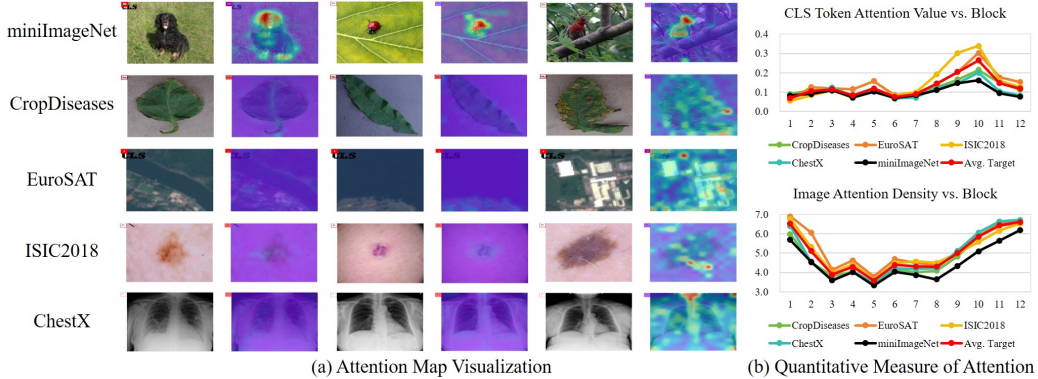 miniImageNet
CLS
CropDiseases
EuroSAT
CLS
CLS
CLS
ISIC2018
ChestX
(a) Attention Map Visualization
CLS Token Attention Value vs. Block
0.4
0.3
0.2
0.1
0.0
1 2 3 4 5 6 7 8 9 10 11 12
CropDiseases EuroSAT ISIC2018
ChestX miniImageNet Avg. Target
Image Attention Density vs. Block
7.0
6.0
5.0
4.0
3.0
1 2 3 4 5 6 7 8 9 10 11 12
CropDiseases EuroSAT ISIC2018
ChestX miniImageNet Avg. Target
(b) Quantitative Measure of Attention